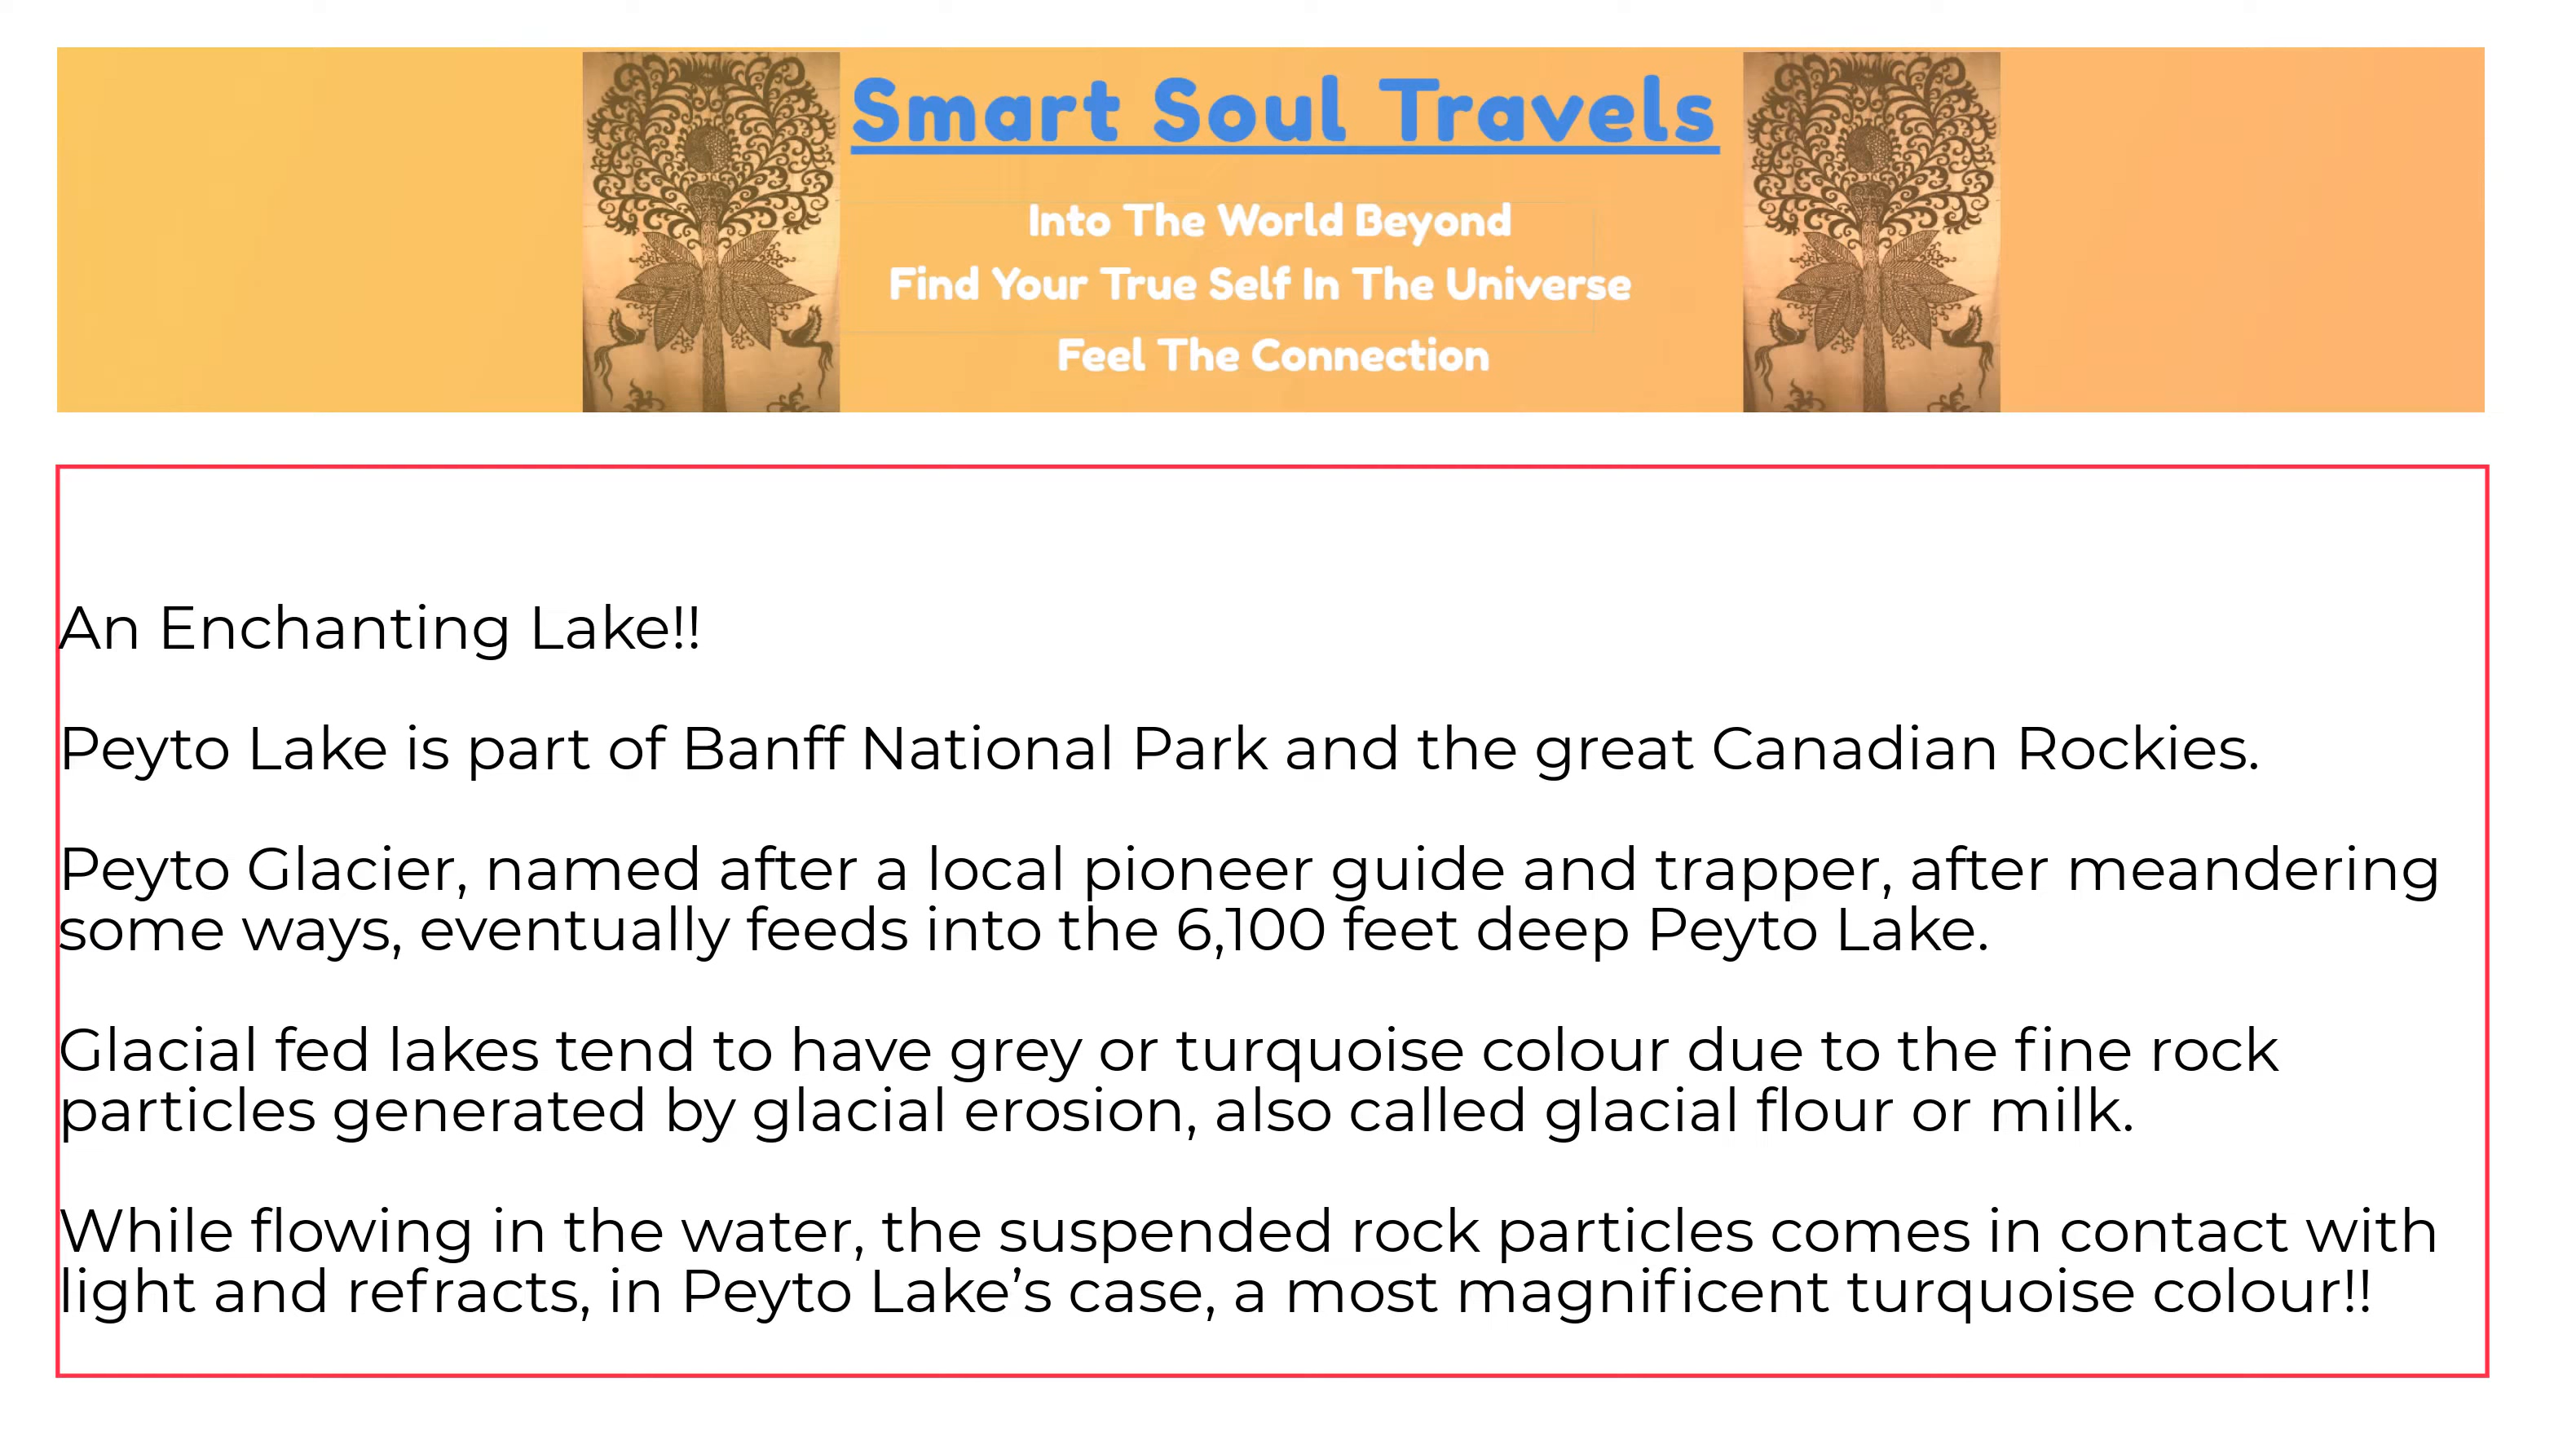 Smart Soul Travels
Into The World Beyond
Find Your True Self In The Universe
Feel The Connection
An Enchanting Lake!!
Peyto Lake is part of Banff National Park and the great Canadian Rockies.
Peyto Glacier, named after a local pioneer guide and trapper, after meandering
some ways, eventually feeds into the 6,100 feet deep Peyto Lake.
Glacial fed lakes tend to have grey or turquoise colour due to the fine rock
particles generated by glacial erosion, also called glacial flour or milk.
While flowing in the water, the suspended rock particles comes in contact with
light and refracts, in Peyto Lake’s case, a most magnificent turquoise colour!!